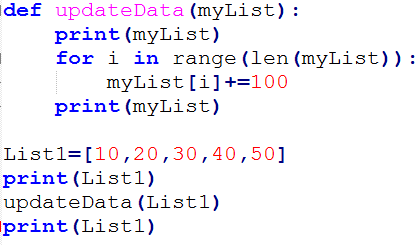 def updateData(myList):
    print(myList)
    for i in range(len(myList)):
        myList[i]+=100
    print(myList)

List1=[10,20,30,40,50]
print(List1)
updateData(List1)
print(List1)